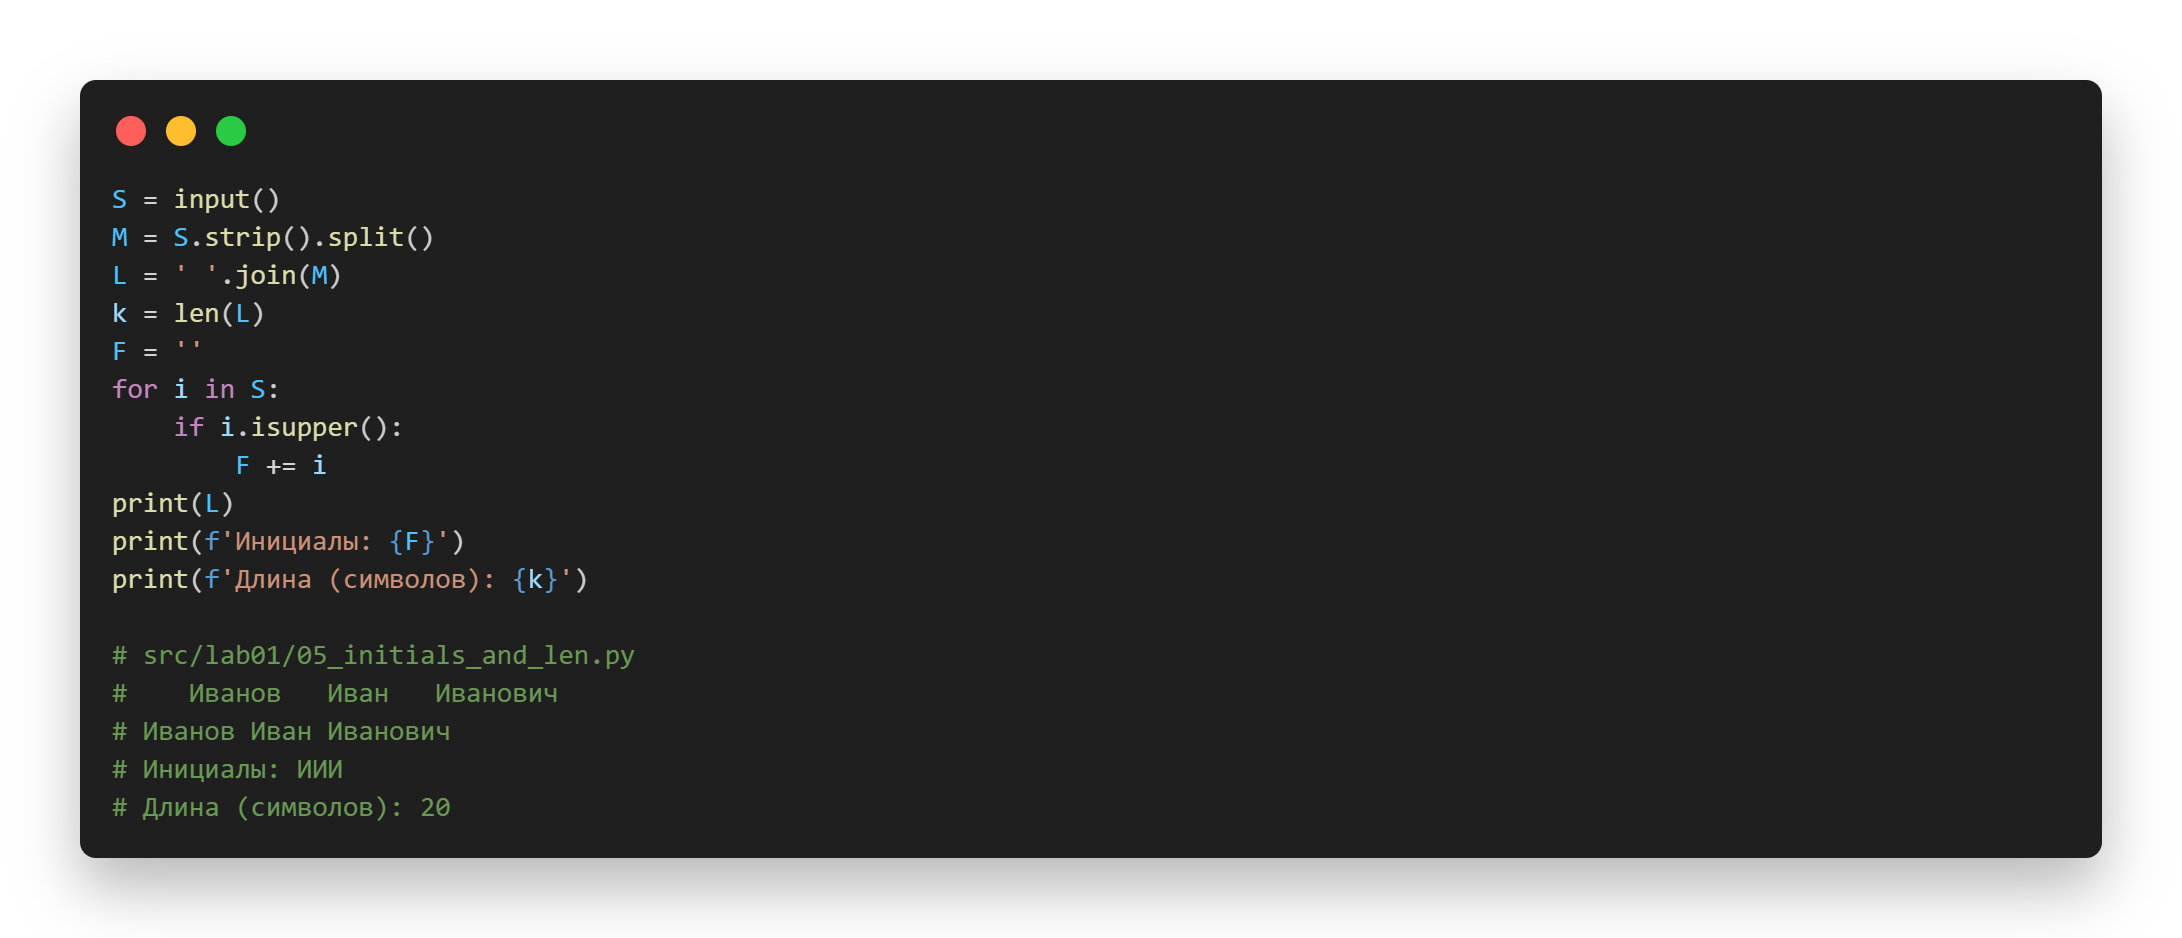 S = input()
M = S.strip().split()
L = ' '.join(M)
k = len(L)
F = ''
for i in S:
    if i.isupper():
        F += i
print(L)
print(f'Инициалы: {F}')
print(f'Длина (символов): {k}')

# src/lab01/05_initials_and_len.py
#    Иванов   Иван   Иванович
# Иванов Иван Иванович
# Инициалы: ИИИ
# Длина (символов): 20